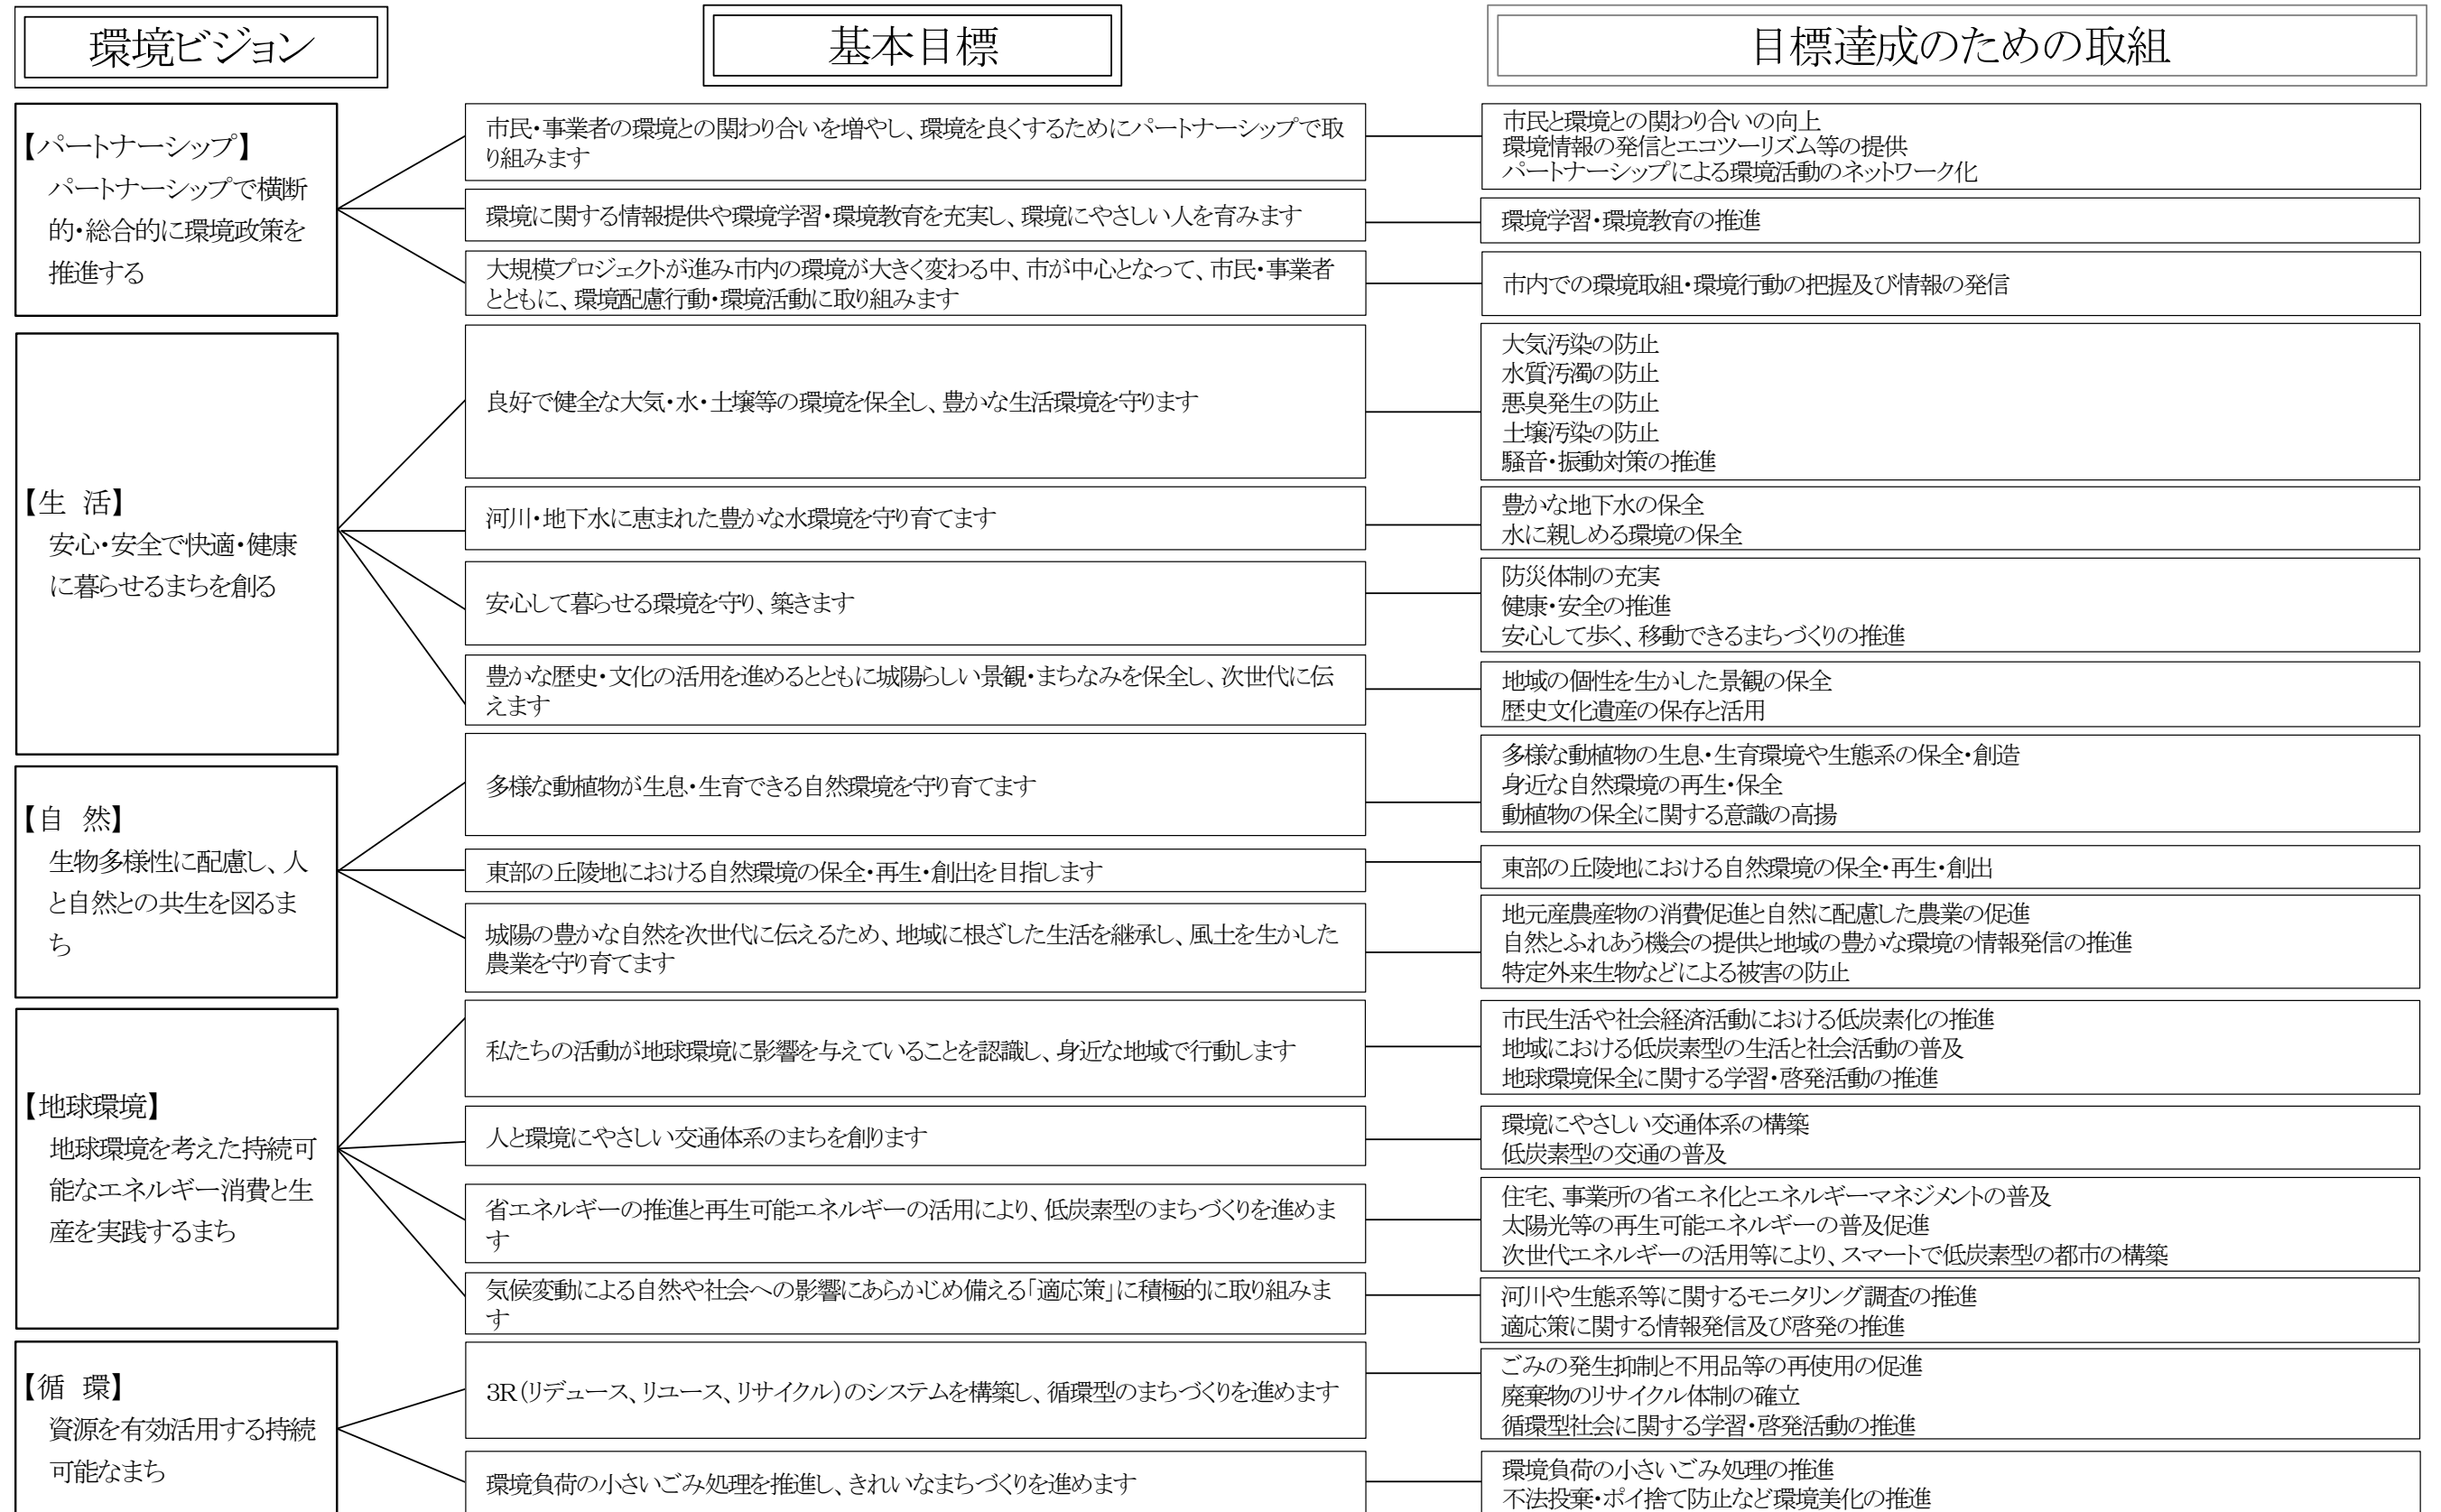 環境ビジョン
基本目標
目標達成のための取組
【パートナーシップ】
パートナーシップで横断
的・総合的に環境政策を
推進する
市民・事業者の環境との関わり合いを増やし、環境を良くするためにパートナーシップで取
り組みます
市民と環境との関わり合いの向上
環境情報の発信とエコツーリズム等の提供
パートナーシップによる環境活動のネットワーク化
環境に関する情報提供や環境学習・環境教育を充実し、環境にやさしい人を育みます
環境学習・環境教育の推進
大規模プロジェクトが進み市内の環境が大きく変わる中、市が中心となって、市民・事業者
とともに、環境配慮行動・環境活動に取り組みます
市内での環境取組・環境行動の把握及び情報の発信
【生　活】
安心・安全で快適・健康
に暮らせるまちを創る
良好で健全な大気・水・土壌等の環境を保全し、豊かな生活環境を守ります
大気汚染の防止
水質汚濁の防止
悪臭発生の防止
土壌汚染の防止
騒音・振動対策の推進
河川・地下水に恵まれた豊かな水環境を守り育てます
豊かな地下水の保全
水に親しめる環境の保全
安心して暮らせる環境を守り、築きます
防災体制の充実
健康・安全の推進
安心して歩く、移動できるまちづくりの推進
豊かな歴史・文化の活用を進めるとともに城陽らしい景観・まちなみを保全し、次世代に伝
えます
地域の個性を生かした景観の保全
歴史文化遺産の保存と活用
【自　然】
生物多様性に配慮し、人
と自然との共生を図るま
ち
多様な動植物が生息・生育できる自然環境を守り育てます
多様な動植物の生息・生育環境や生態系の保全・創造
身近な自然環境の再生・保全
動植物の保全に関する意識の高揚
東部の丘陵地における自然環境の保全・再生・創出を目指します
東部の丘陵地における自然環境の保全・再生・創出
城陽の豊かな自然を次世代に伝えるため、地域に根ざした生活を継承し、風土を生かした
農業を守り育てます
地元産農産物の消費促進と自然に配慮した農業の促進
自然とふれあう機会の提供と地域の豊かな環境の情報発信の推進
特定外来生物などによる被害の防止
【地球環境】
地球環境を考えた持続可
能なエネルギー消費と生
産を実践するまち
私たちの活動が地球環境に影響を与えていることを認識し、身近な地域で行動します
市民生活や社会経済活動における低炭素化の推進
地域における低炭素型の生活と社会活動の普及
地球環境保全に関する学習・啓発活動の推進
人と環境にやさしい交通体系のまちを創ります
環境にやさしい交通体系の構築
低炭素型の交通の普及
省エネルギーの推進と再生可能エネルギーの活用により、低炭素型のまちづくりを進めま
す
住宅、事業所の省エネ化とエネルギーマネジメントの普及
太陽光等の再生可能エネルギーの普及促進
次世代エネルギーの活用等により、スマートで低炭素型の都市の構築
気候変動による自然や社会への影響にあらかじめ備える「適応策」に積極的に取り組みま
す
河川や生態系等に関するモニタリング調査の推進
適応策に関する情報発信及び啓発の推進
【循　環】
資源を有効活用する持続
可能なまち
3R（リデュース、リユース、リサイクル）のシステムを構築し、循環型のまちづくりを進めます
ごみの発生抑制と不用品等の再使用の促進
廃棄物のリサイクル体制の確立
循環型社会に関する学習・啓発活動の推進
環境負荷の小さいごみ処理を推進し、きれいなまちづくりを進めます
環境負荷の小さいごみ処理の推進
不法投棄・ポイ捨て防止など環境美化の推進